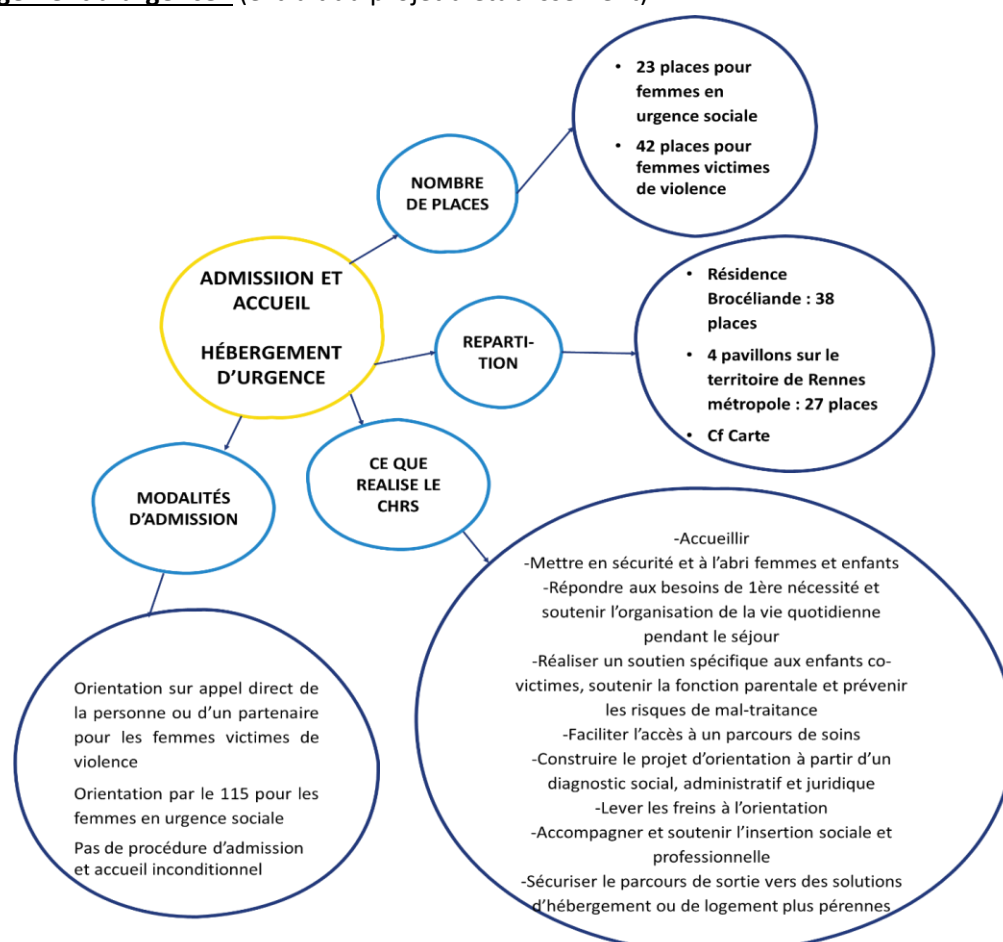 (extrait du projet d'établissement)
• 23 places pour
femmes en
urgence sociale
• 42 places pour
femmes victimes
de violence
NOMBRE
DE PLACES
ADMISSIION ET
ACCUEIL
HÉBERGEMENT
D'URGENCE
REPARTI-
TION
• Résidence
Brocéliande : 38
places
• 4 pavillons sur le
territoire de Rennes
métropole : 27 places
• Cf Carte
CE QUE
REALISE LE
CHRS
MODALITÉS
D'ADMISSION
-Accueillir
-Mettre en sécurité et à l'abri femmes et enfants
-Répondre aux besoins de 1ère nécessité et
soutenir l'organisation de la vie quotidienne
pendant le séjour
-Réaliser un soutien spécifique aux enfants co-
victimes, soutenir la fonction parentale et prévenir
les risques de mal-traitance
-Faciliter l'accès à un parcours de soins
-Construire le projet d'orientation à partir d'un
diagnostic social, administratif et juridique
-Lever les freins à l'orientation
-Accompagner et soutenir l'insertion sociale et
professionnelle
-Sécuriser le parcours de sortie vers des solutions
d'hébergement ou de logement plus pérennes
Orientation sur appel direct de
la personne ou d'un partenaire
pour les femmes victimes de
violence
Orientation par le 115 pour les
femmes en urgence sociale
Pas de procédure d'admission
et accueil inconditionnel